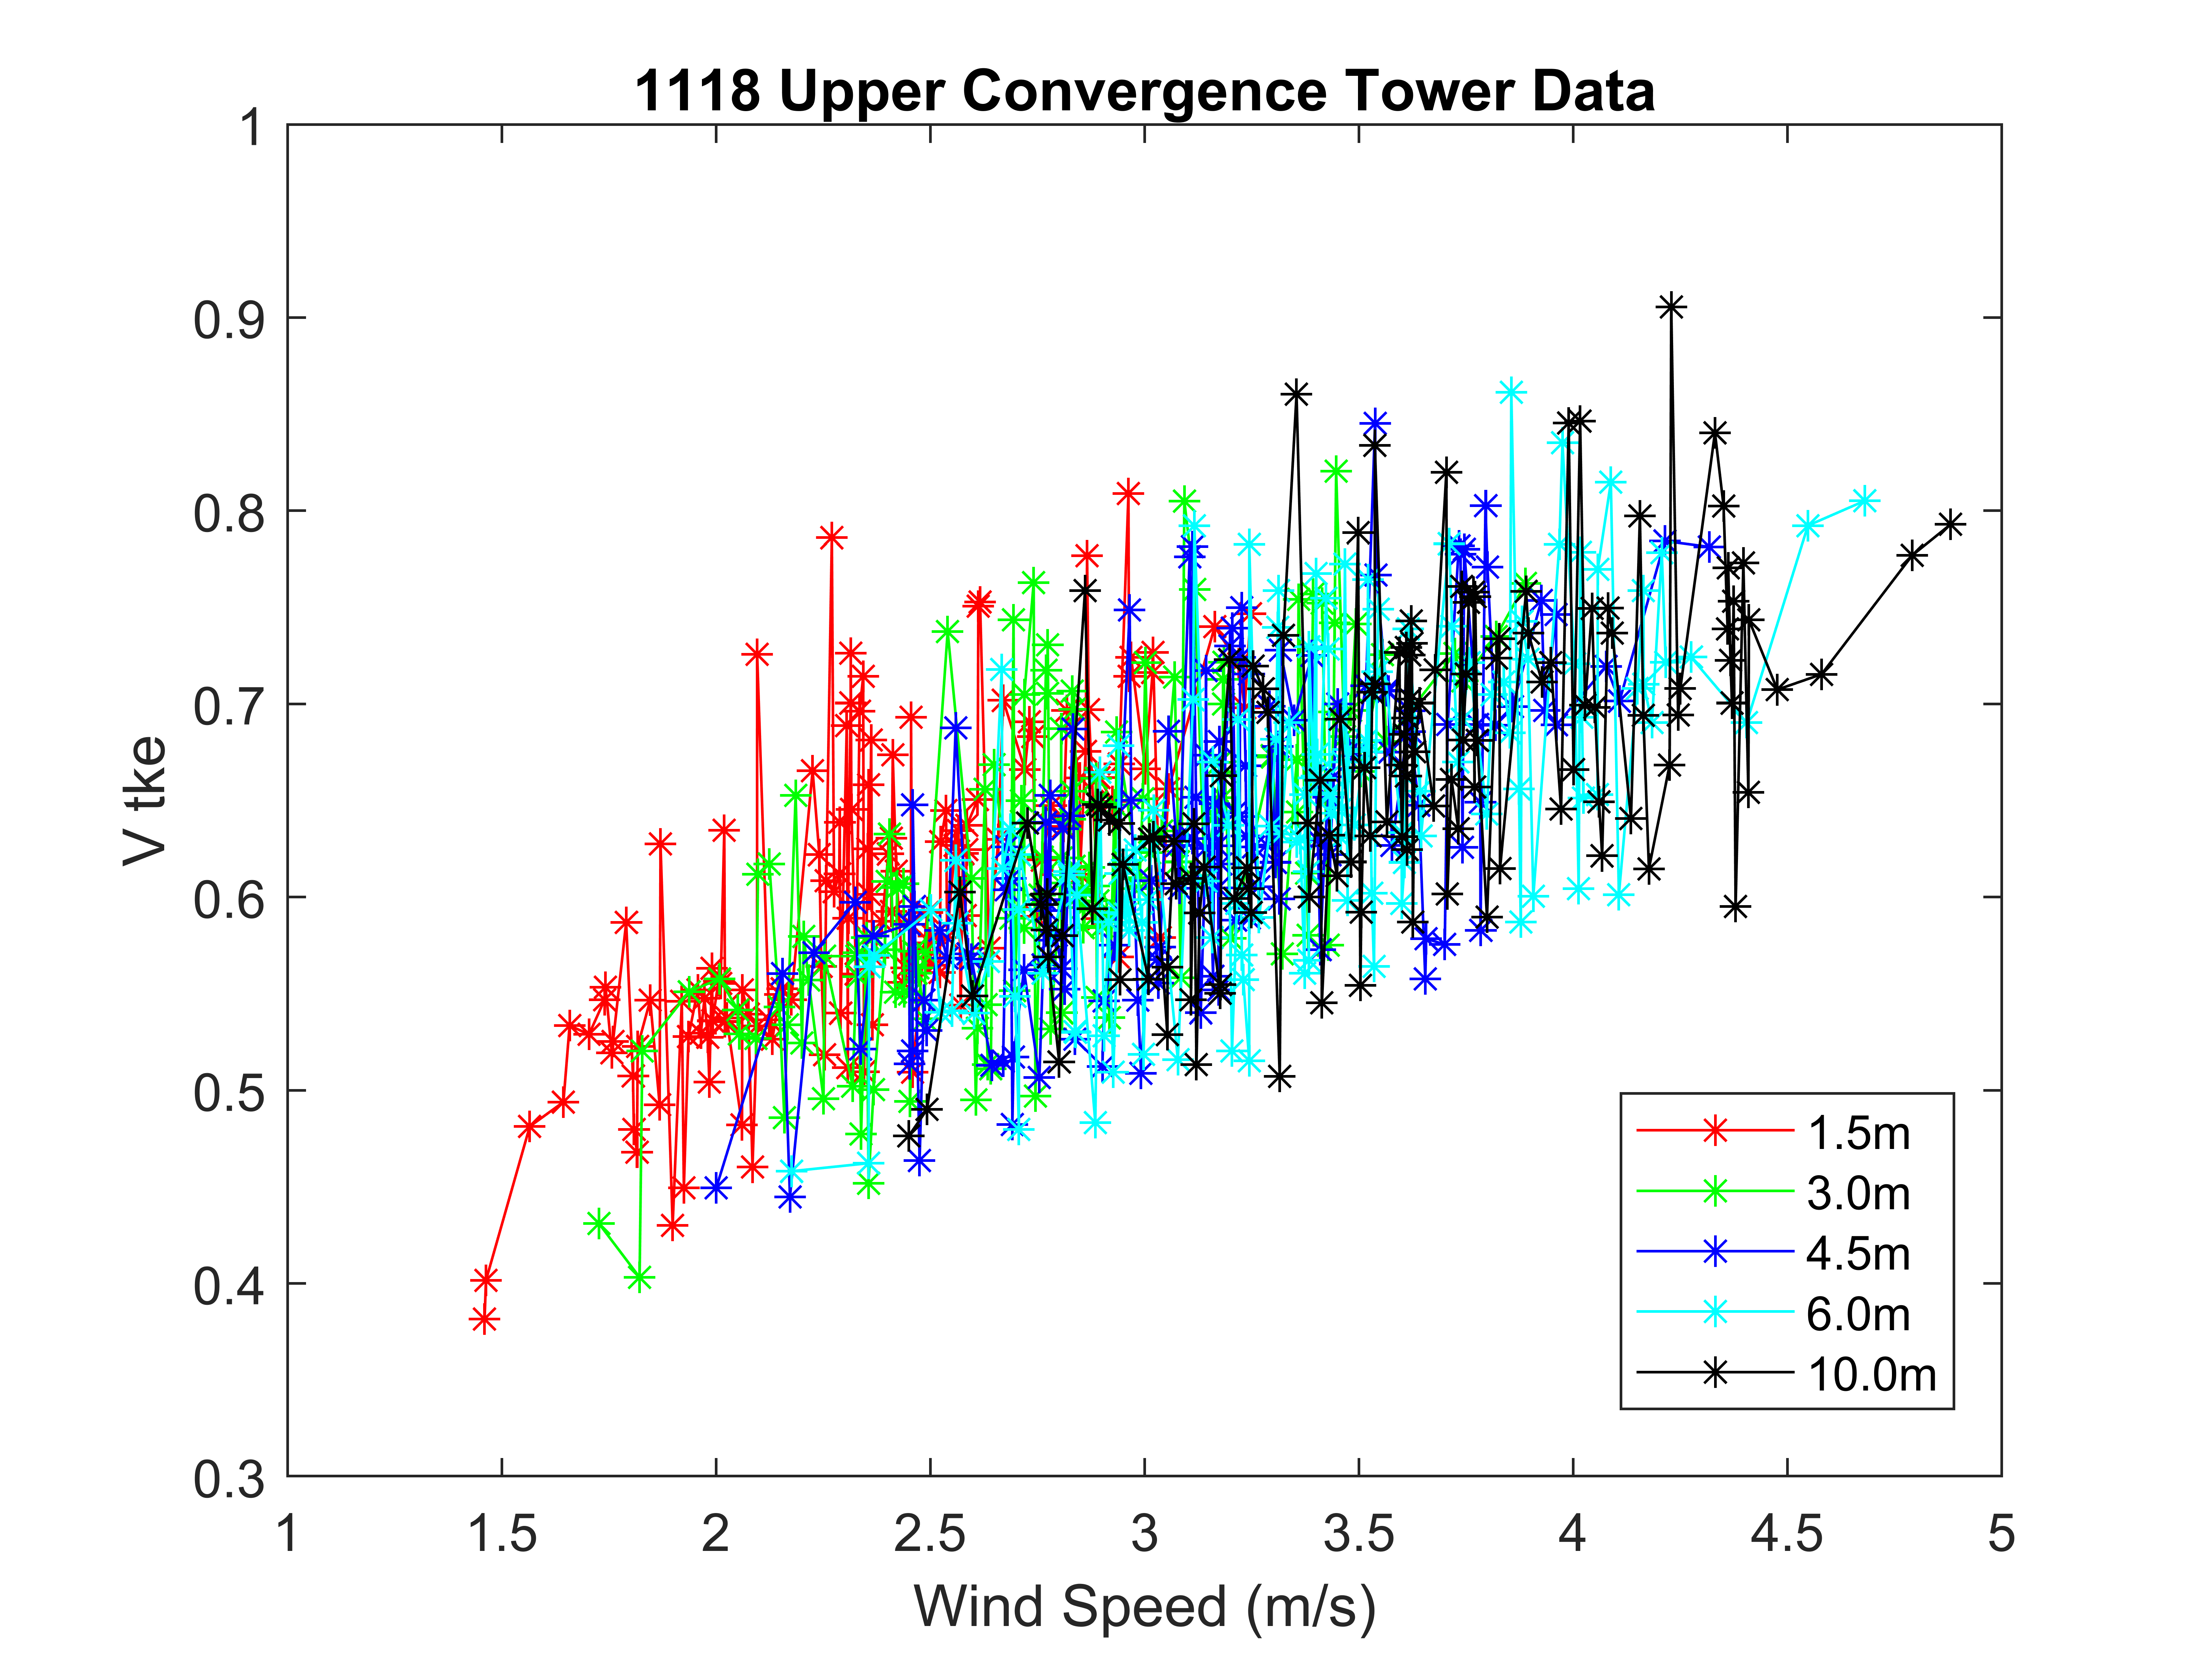 1118 Upper Convergence Tower Data
1
0.9
0.8
0.7
0.6
0.5
0.4
0.3
V tke
1 1.5 2 2.5 3 3.5 4 4.5 5
Wind Speed (m/s)
1.5m
3.0m
4.5m
6.0m
10.0m